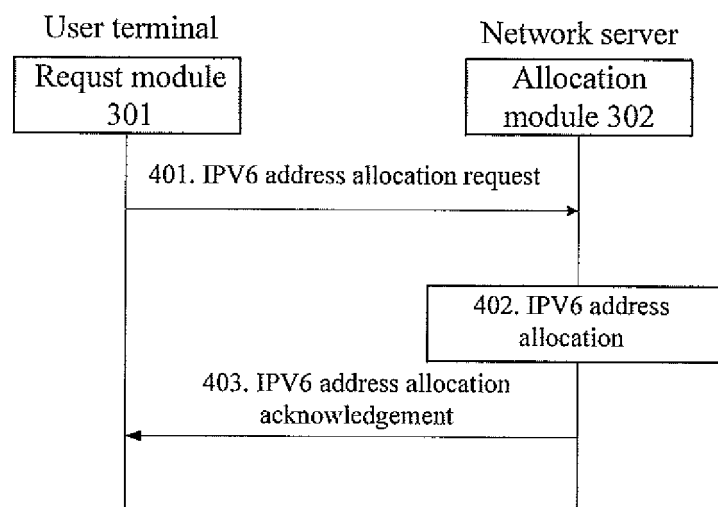 User terminal
Network server
Requst module
301
Allocation
module 302
401. IPV6 address allocation request
402. IPV6 address
allocation
403. IPV6 address allocation
acknowledgement